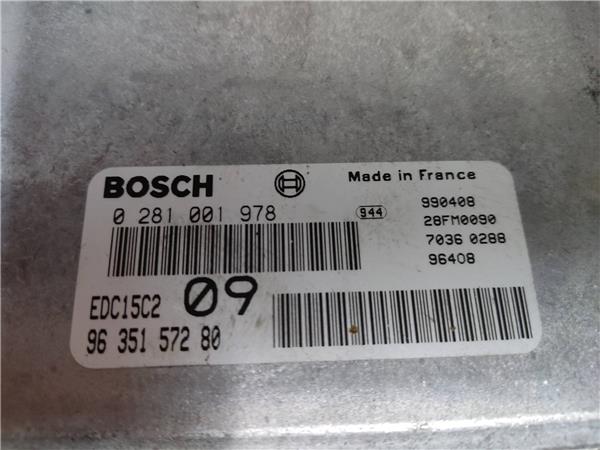 BOSCH
Made in France
0 281 001 978
944
990408
28FM0090
7036 0288
96408
EDC15C2 09
96 351 572 80